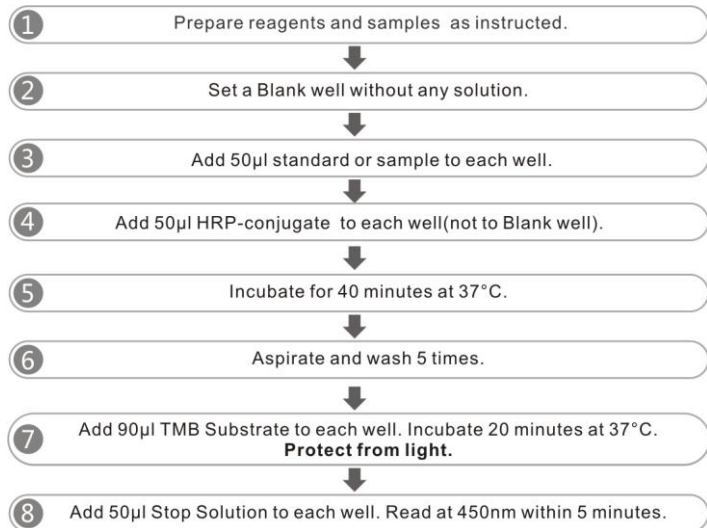 1 Prepare reagents and samples as instructed.
2 Set a Blank well without any solution.
3 Add 50µl standard or sample to each well.
4 Add 50µl HRP-conjugate to each well(not to Blank well).
5 Incubate for 40 minutes at 37°C.
6 Aspirate and wash 5 times.
7 Add 90µl TMB Substrate to each well. Incubate 20 minutes at 37°C.
Protect from light.
8 Add 50µl Stop Solution to each well. Read at 450nm within 5 minutes.